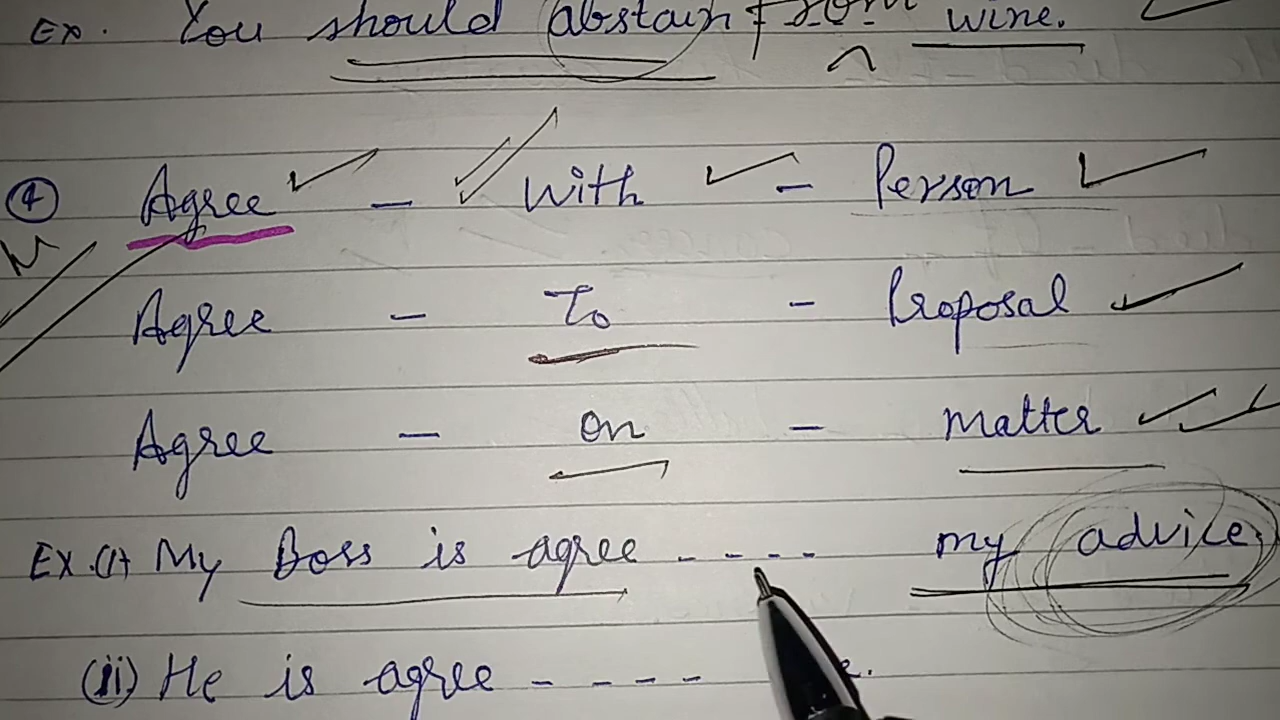 Ex. You should abstain from wine.
④ Agree - With - Person
Agree - To - Proposal
Agree - on - Matter
Ex.(i) My Boss is agree - - - - my advice.
(ii) He is agree - - - -